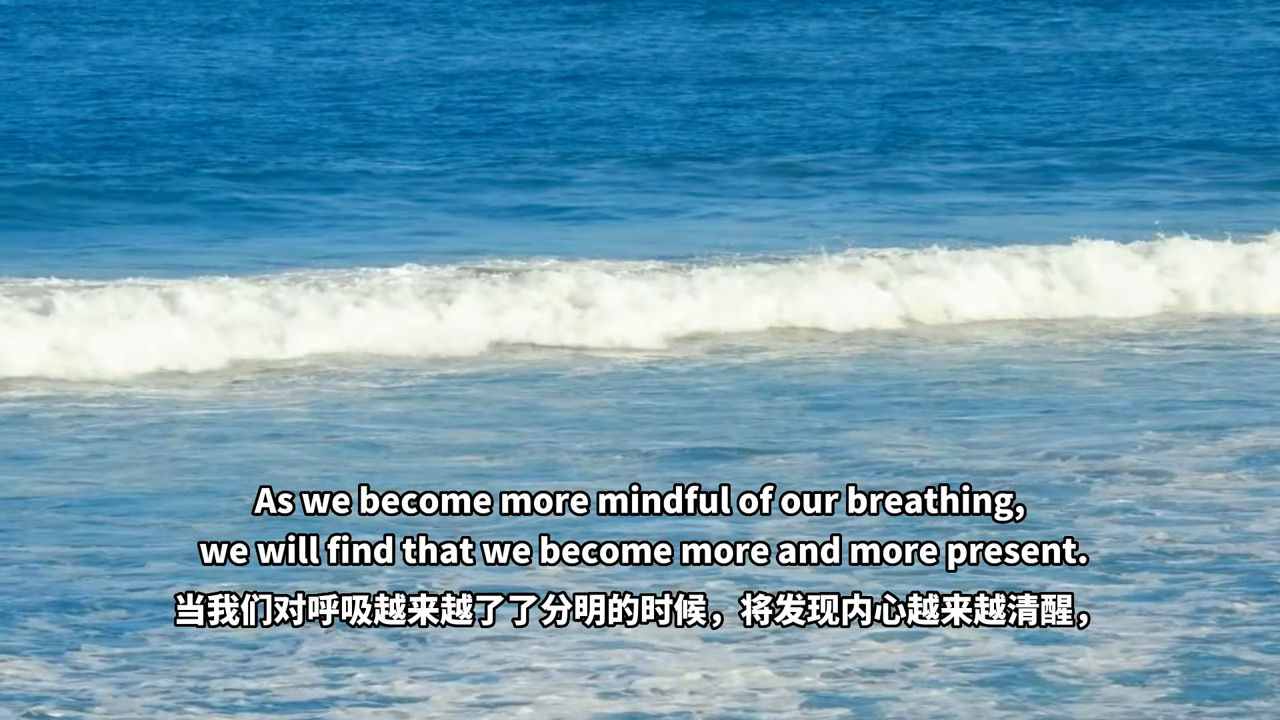 As we become more mindful of our breathing,
we will find that we become more and more present.
当我们对呼吸越来越了了分明的时候，将发现内心越来越清醒，